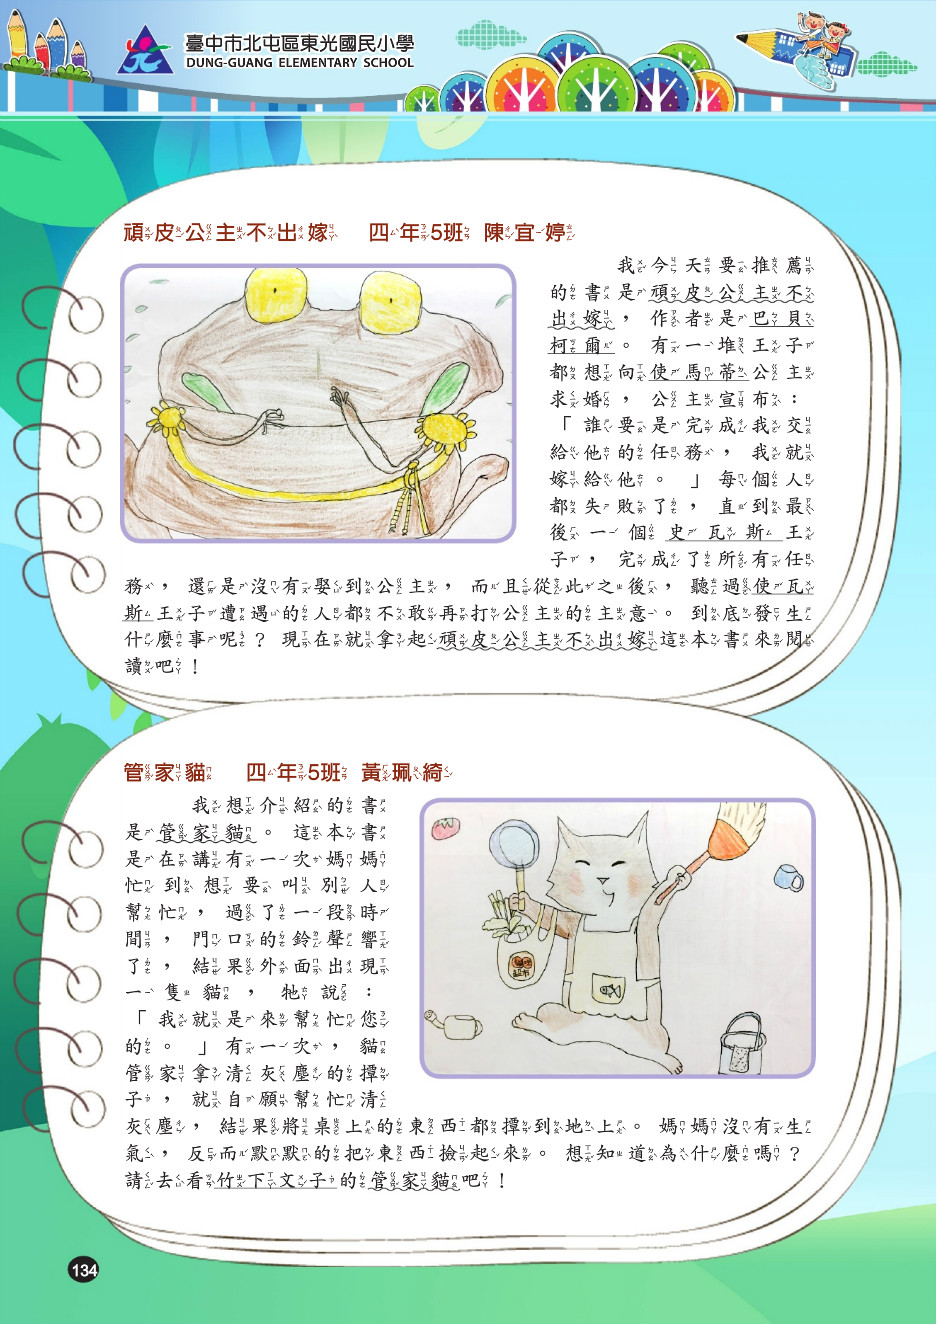 臺中市北屯區東光國民小學
DUNG-GUANG ELEMENTARY SCHOOL
頑皮公主不出嫁 四年5班 陳宜婷
我今天要推薦
的書是頑皮公主不
出嫁，作者是巴貝
柯爾。有一堆王子
都想向使馬蒂公主
求婚，公主宣布：
「誰要是完成我交
給他的任務，我就
嫁給他。」每個人
都失敗了，直到最
後一個史瓦斯王
子，完成了所有任
務，還是沒有娶到公主，而且從此之後，聽過使瓦
斯王子遭遇的人都不敢再打公主的主意。到底發生
什麼事呢？現在就拿起頑皮公主不出嫁這本書來閱
讀吧！
管家貓 四年5班 黃珮綺
我想介紹的書
是管家貓。這本書
是在講有一次媽媽
忙到想要叫別人
幫忙，過了一段時
間，門口的鈴聲響
了，結果外面出現
一隻貓，牠說：
「我就是來幫忙您
的。」有一次，貓
管家拿清灰塵的撢
子，就自願幫忙清
灰塵，結果將桌上的東西都撢到地上。媽媽沒有生
氣，反而默默的把東西撿起來。想知道為什麼嗎？
請去看竹下文子的管家貓吧！
超市
134